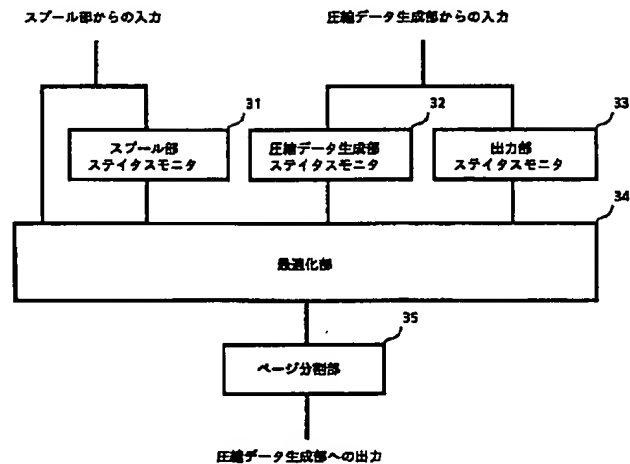 スプール部からの入力
圧縮データ生成部からの入力
31
32
33
スプール部
ステイタスモニタ
圧縮データ生成部
ステイタスモニタ
出力部
ステイタスモニタ
34
最適化部
35
ページ分割部
圧縮データ生成部への出力